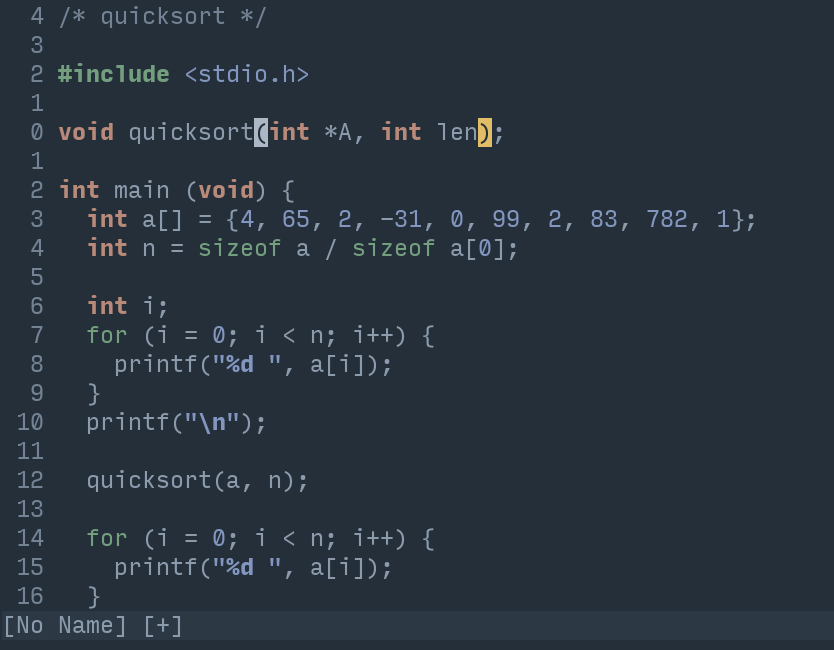 4 /* quicksort */
3
2 #include <stdio.h>
1
0 void quicksort(int *A, int len);
1
2 int main (void) {
3   int a[] = {4, 65, 2, −31, 0, 99, 2, 83, 782, 1};
4   int n = sizeof a / sizeof a[0];
5
6   int i;
7   for (i = 0; i < n; i++) {
8     printf("%d ", a[i]);
9   }
10   printf("\n");
11
12   quicksort(a, n);
13
14   for (i = 0; i < n; i++) {
15     printf("%d ", a[i]);
16   }
[No Name] [+]